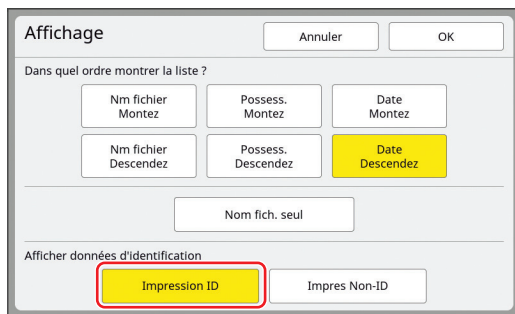 Affichage
Annuler
OK
Dans quel ordre montrer la liste ?
Nm fichier
Montez
Possess.
Montez
Date
Montez
Nm fichier
Descendez
Possess.
Descendez
Date
Descendez
Nom fich. seul
Afficher données d'identification
Impression ID
Impres Non-ID